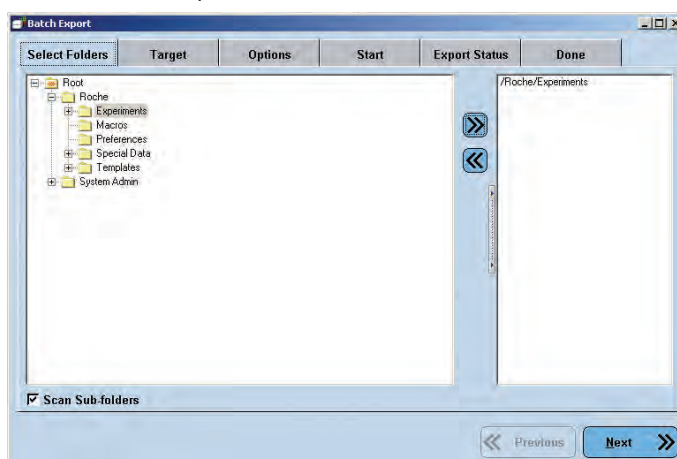 Batch Export
Select Folders Target Options Start Export Status Done
Root
Roche
Experiments
Macros
Preferences
Special Data
Templates
System Admin
/Roche/Experiments
Scan Sub-folders
Previous Next